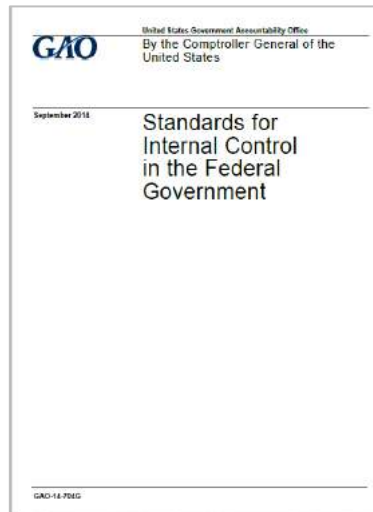 GAO
United States Government Accountability Office
By the Comptroller General of the
United States
September 2014
Standards for
Internal Control
in the Federal
Government
GAO-14-704G